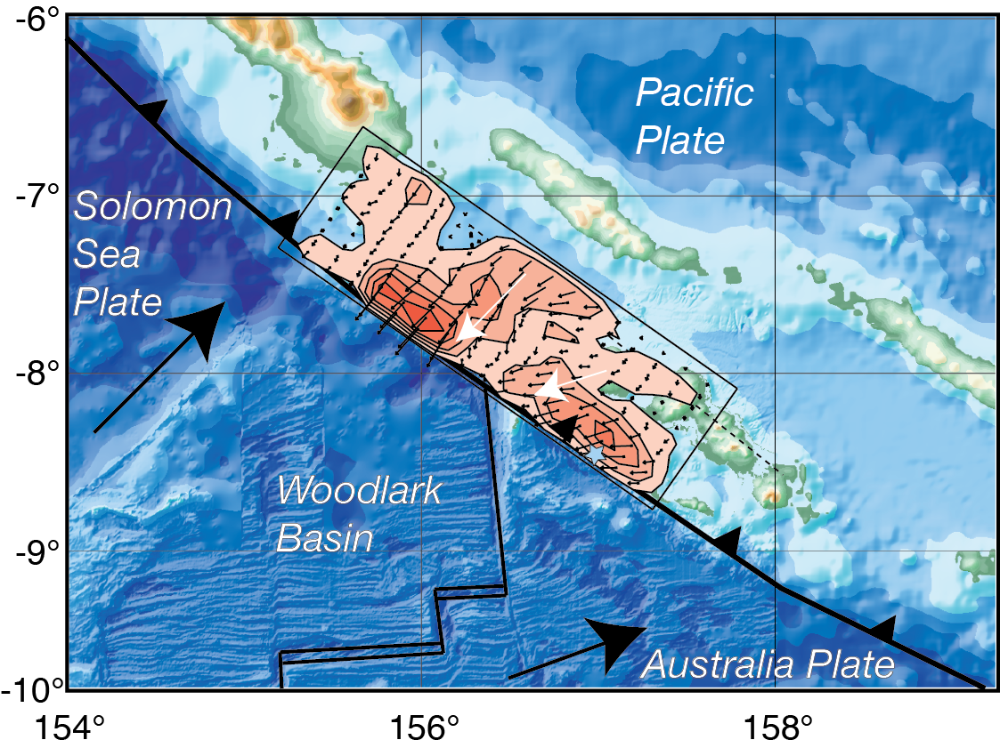 -6°
Pacific
Plate
-7°
Solomon
Sea
Plate
-8°
Woodlark
Basin
-9°
Australia Plate
-10°
154°
156°
158°